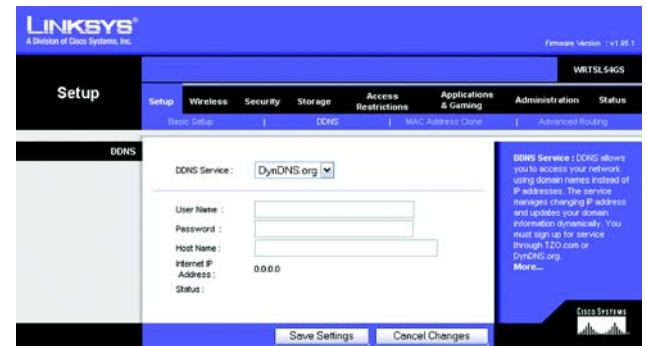 LINKSYS®
A Division of Cisco Systems, Inc.
Firmware Version : v1.95.1
WRTSL54GS
Setup
Setup Wireless Security Storage Access Restrictions Applications & Gaming Administration Status
Basic Setup | DDNS | MAC Address Clone | Advanced Routing
DDNS
DDNS Service :
DynDNS.org
User Name :
Password :
Host Name :
Internet IP
Address :
0.0.0.0
Status :
DDNS Service : DDNS allows
you to access your network
using domain names instead of
IP addresses. The service
manages changing IP address
and updates your domain
information dynamically. You
must sign up for service
through TZO.com or
DynDNS.org.
More...
CISCO SYSTEMS
Save Settings
Cancel Changes